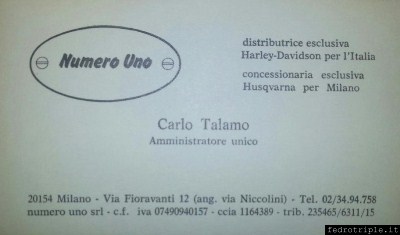 Numero Uno
distributrice esclusiva
Harley-Davidson per l'Italia
concessionaria esclusiva
Husqvarna per Milano
Carlo Talamo
Amministratore unico
20154 Milano - Via Fioravanti 12 (ang. via Niccolini) - Tel. 02/34.94.758
numero uno srl - c.f. iva 07490940157 - ccia 1164389 - trib. 235465/6311/15
fedrotriple.it